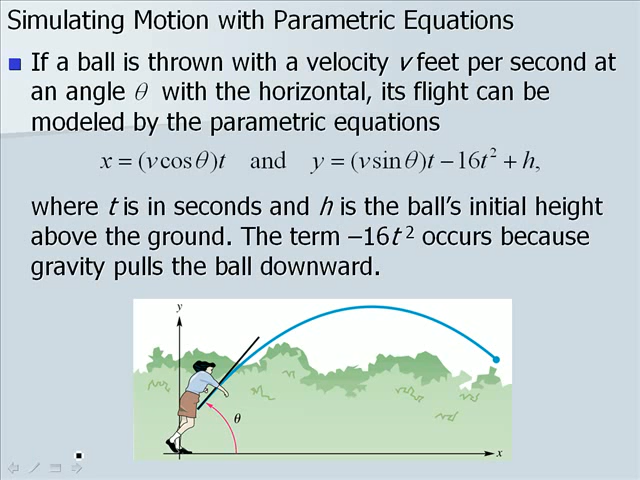 Simulating Motion with Parametric Equations
If a ball is thrown with a velocity v feet per second at
an angle θ with the horizontal, its flight can be
modeled by the parametric equations
x = (v cos θ)t and y = (v sin θ)t − 16t² + h,
where t is in seconds and h is the ball's initial height
above the ground. The term –16t ² occurs because
gravity pulls the ball downward.
y
θ
x